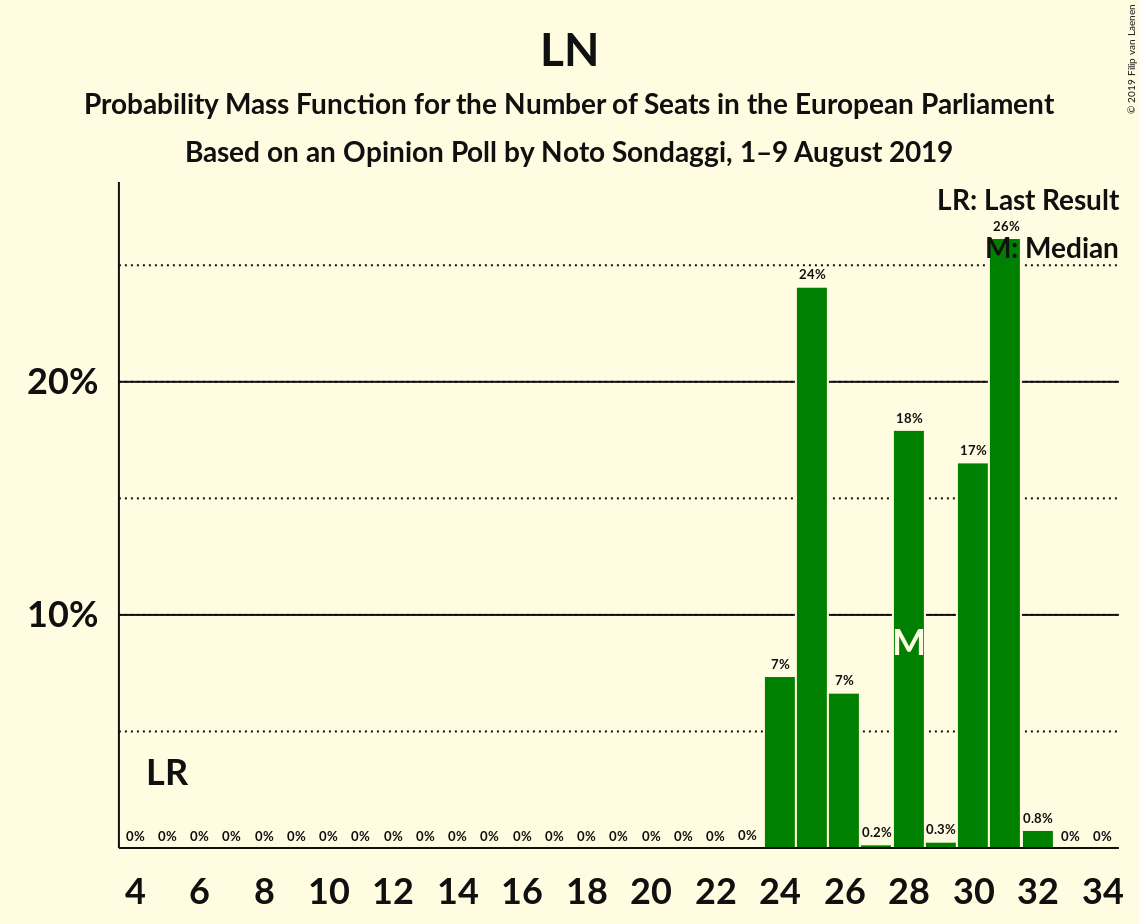 LN
Probability Mass Function for the Number of Seats in the European Parliament
Based on an Opinion Poll by Noto Sondaggi, 1–9 August 2019
© 2019 Filip van Laenen
LR: Last Result
M: Median
26%
24%
20%
18%
17%
10%
M
7%
7%
LR
0% 0% 0% 0% 0% 0% 0% 0% 0% 0% 0% 0% 0% 0% 0% 0% 0% 0% 0% 0% 0.2% 0.3% 0.8% 0% 0%
4 6 8 10 12 14 16 18 20 22 24 26 28 30 32 34